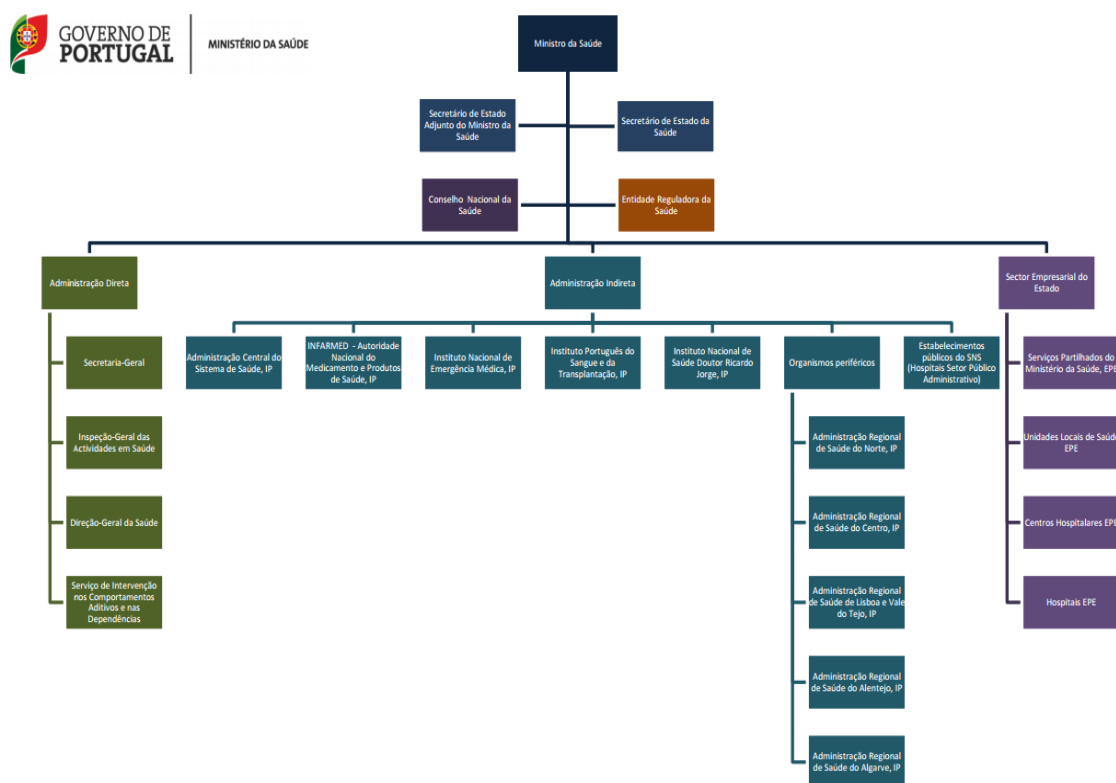 GOVERNO DE
PORTUGAL
MINISTÉRIO DA SAÚDE
Ministro da Saúde
Secretário de Estado
Adjunto do Ministro da
Saúde
Secretário de Estado da
Saúde
Conselho Nacional da
Saúde
Entidade Reguladora da
Saúde
Administração Direta
Administração Indireta
Sector Empresarial do
Estado
Secretaria-Geral
Inspeção-Geral das
Actividades em Saúde
Direção-Geral da Saúde
Serviço de Intervenção
nos Comportamentos
Aditivos e nas
Dependências
Administração Central do
Sistema de Saúde, IP
INFARMED - Autoridade
Nacional do
Medicamento e Produtos
de Saúde, IP
Instituto Nacional de
Emergência Médica, IP
Instituto Português do
Sangue e da
Transplantação, IP
Instituto Nacional de
Saúde Doutor Ricardo
Jorge, IP
Organismos periféricos
Estabelecimentos
públicos do SNS
(Hospitais Setor Público
Administrativo)
Administração Regional
de Saúde do Norte, IP
Administração Regional
de Saúde do Centro, IP
Administração Regional
de Saúde de Lisboa e Vale
do Tejo, IP
Administração Regional
de Saúde do Alentejo, IP
Administração Regional
de Saúde do Algarve, IP
Serviços Partilhados do
Ministério da Saúde, EPE
Unidades Locais de Saúde
EPE
Centros Hospitalares EPE
Hospitais EPE